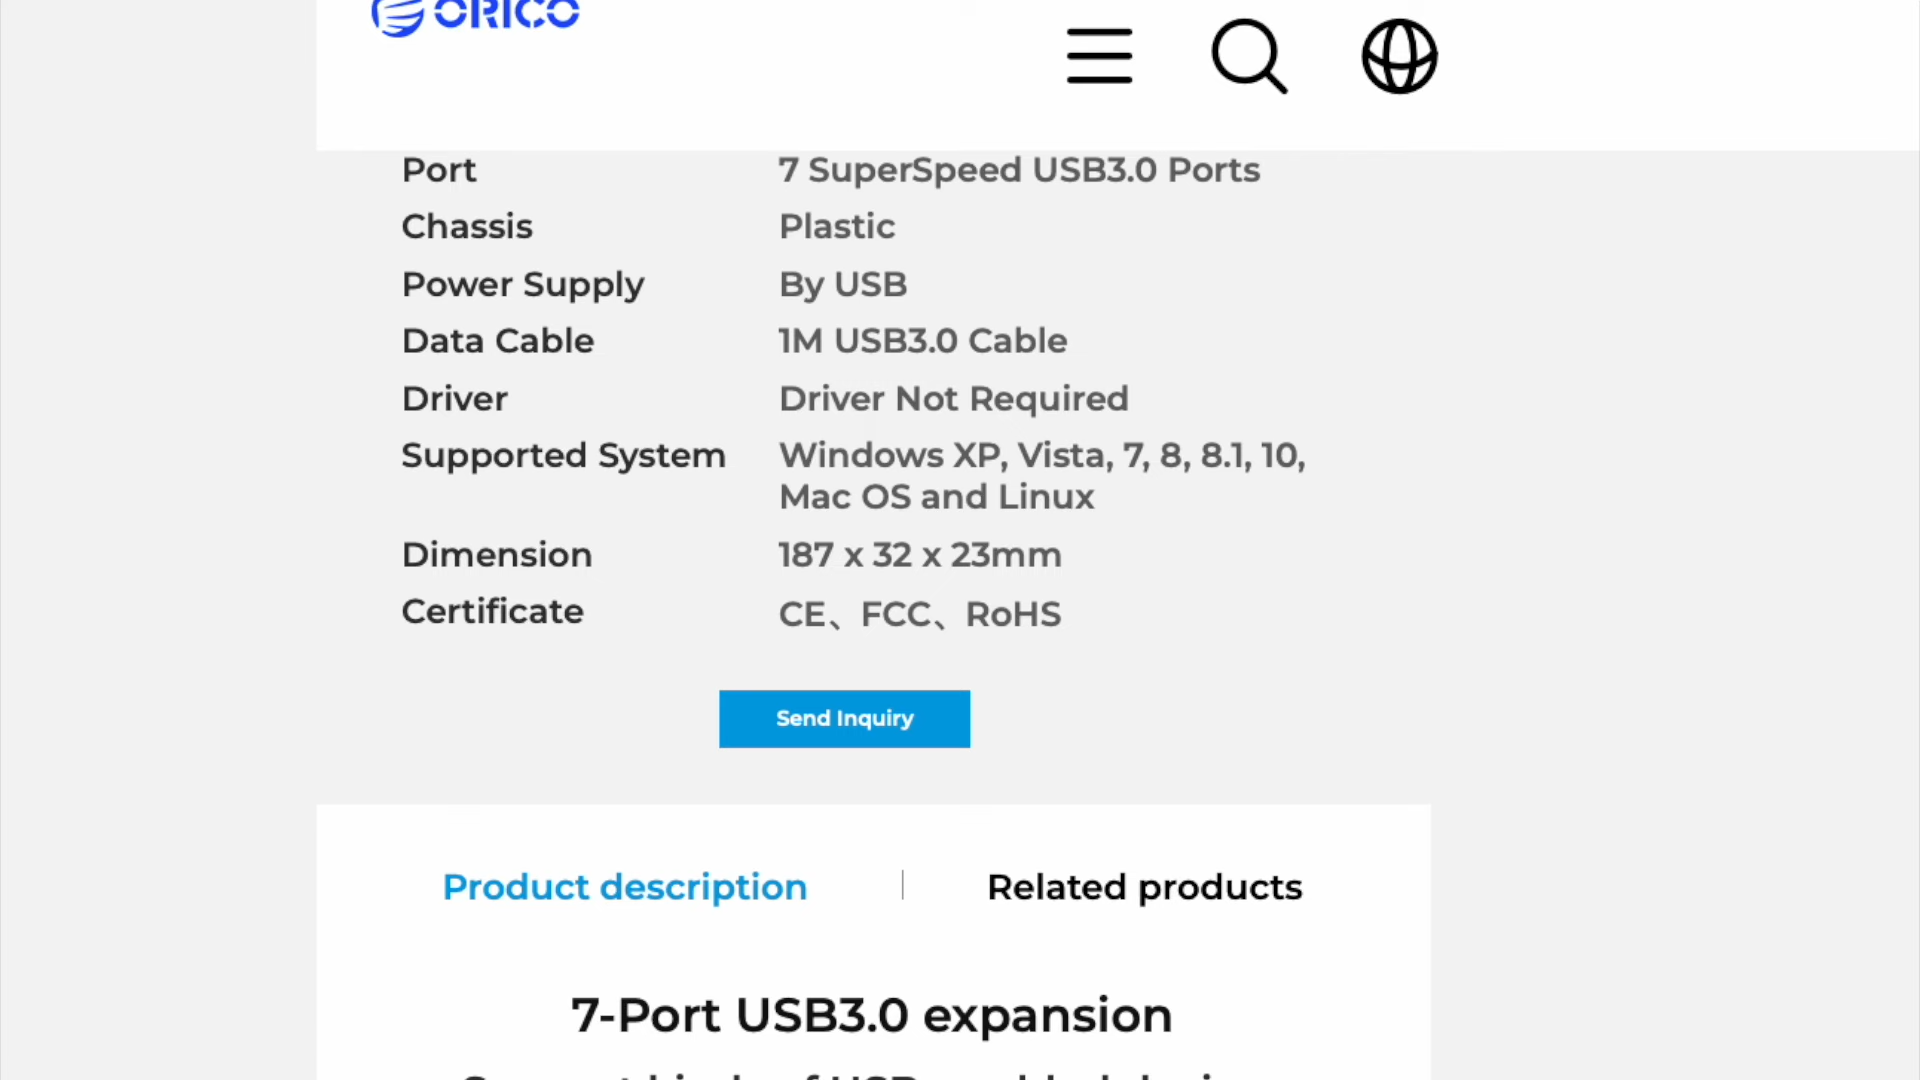 ORICO
Port 7 SuperSpeed USB3.0 Ports
Chassis Plastic
Power Supply By USB
Data Cable 1M USB3.0 Cable
Driver Driver Not Required
Supported System Windows XP, Vista, 7, 8, 8.1, 10,
Mac OS and Linux
Dimension 187 x 32 x 23mm
Certificate CE、FCC、RoHS
Send Inquiry
Product description | Related products
7-Port USB3.0 expansion